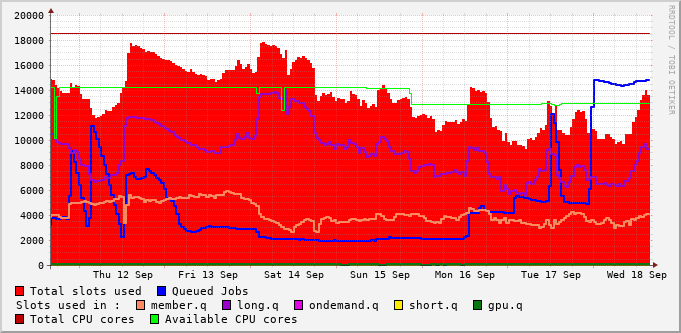 20000
18000
16000
14000
12000
10000
8000
6000
4000
2000
0
Thu 12 Sep Fri 13 Sep Sat 14 Sep Sun 15 Sep Mon 16 Sep Tue 17 Sep Wed 18 Sep
Total slots used Queued Jobs
Slots used in : member.q long.q ondemand.q short.q gpu.q
Total CPU cores Available CPU cores
RRDTOOL / TOBI OETIKER